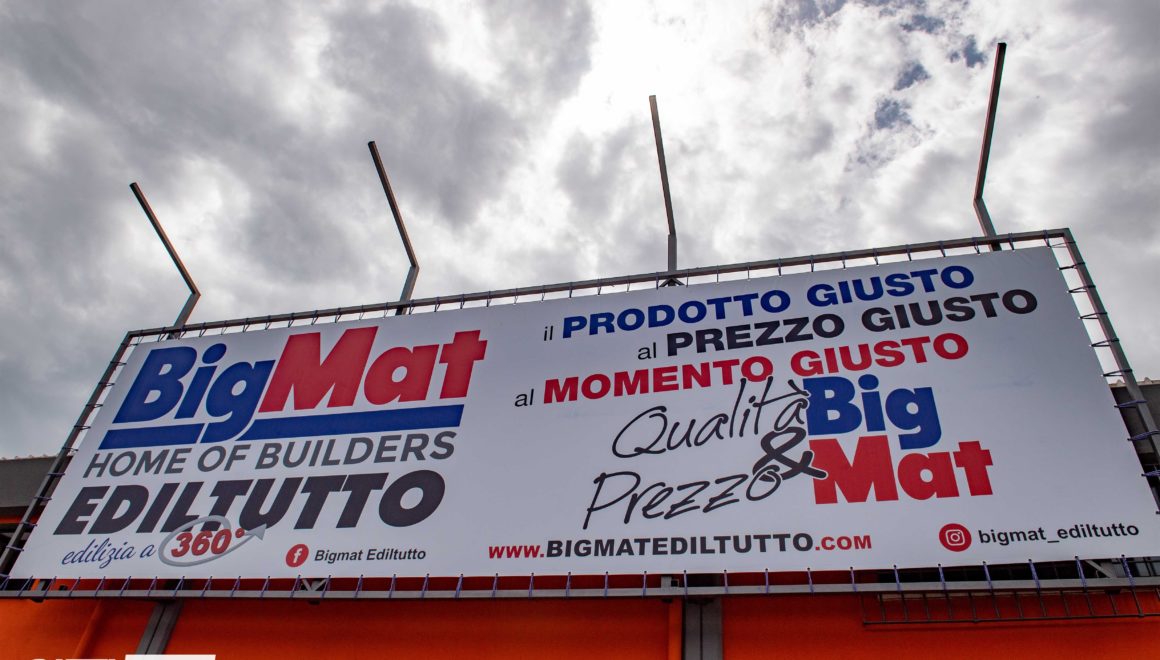 BigMat
HOME OF BUILDERS
EDILTUTTO
edilizia a 360°
Bigmat Ediltutto
il PRODOTTO GIUSTO
al PREZZO GIUSTO
al MOMENTO GIUSTO
Qualità
& Prezzo
Big
Mat
www.BIGMATEDILTUTTO.com
bigmat_ediltutto